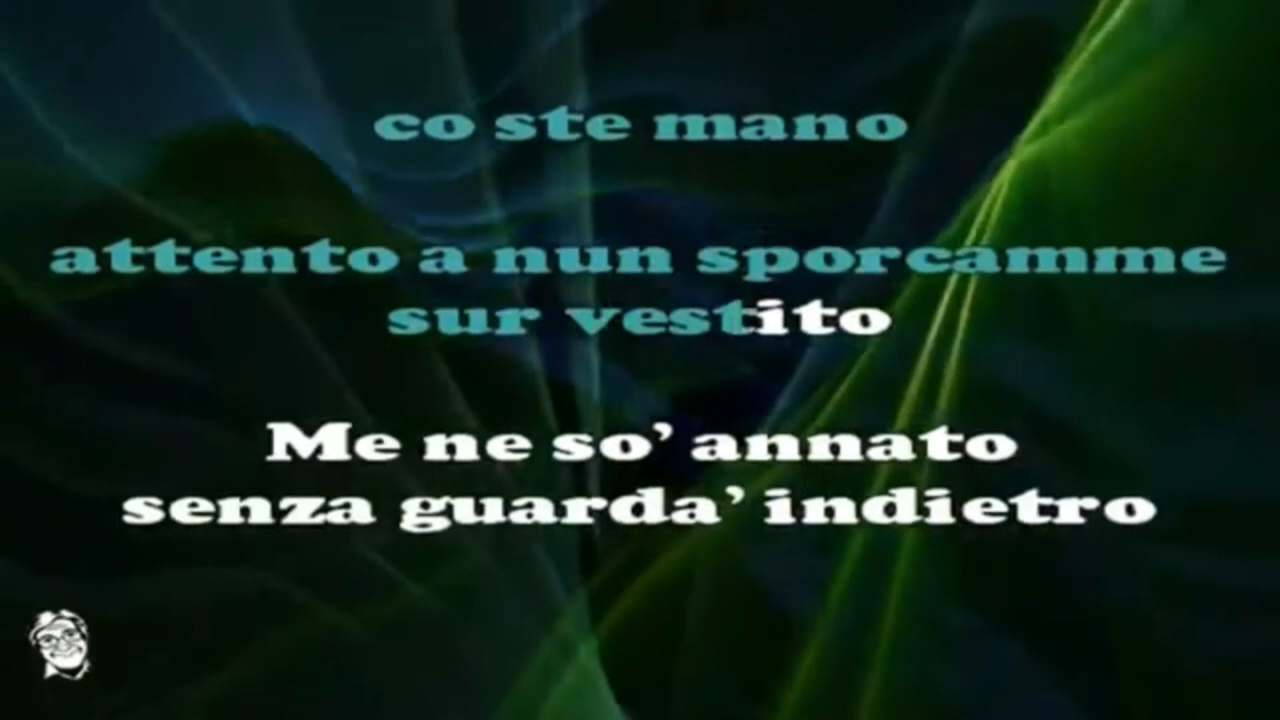 co ste mano
attento a nun sporcamme
sur vestito
Me ne so’ annato
senza guarda’ indietro